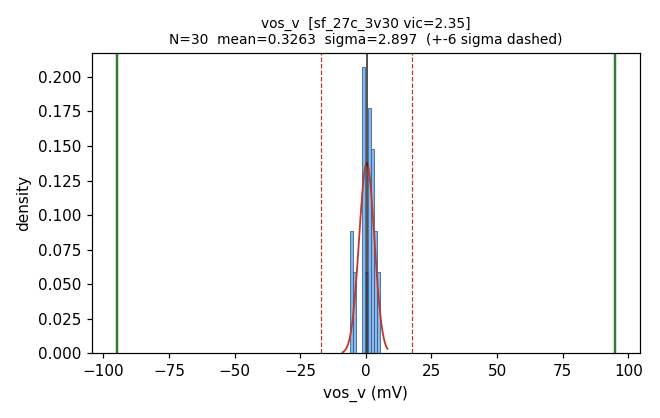 vos_v  [sf_27c_3v30 vic=2.35]
N=30  mean=0.3263  sigma=2.897  (+-6 sigma dashed)
density
0.200
0.175
0.150
0.125
0.100
0.075
0.050
0.025
0.000
−100 −75 −50 −25 0 25 50 75 100
vos_v (mV)